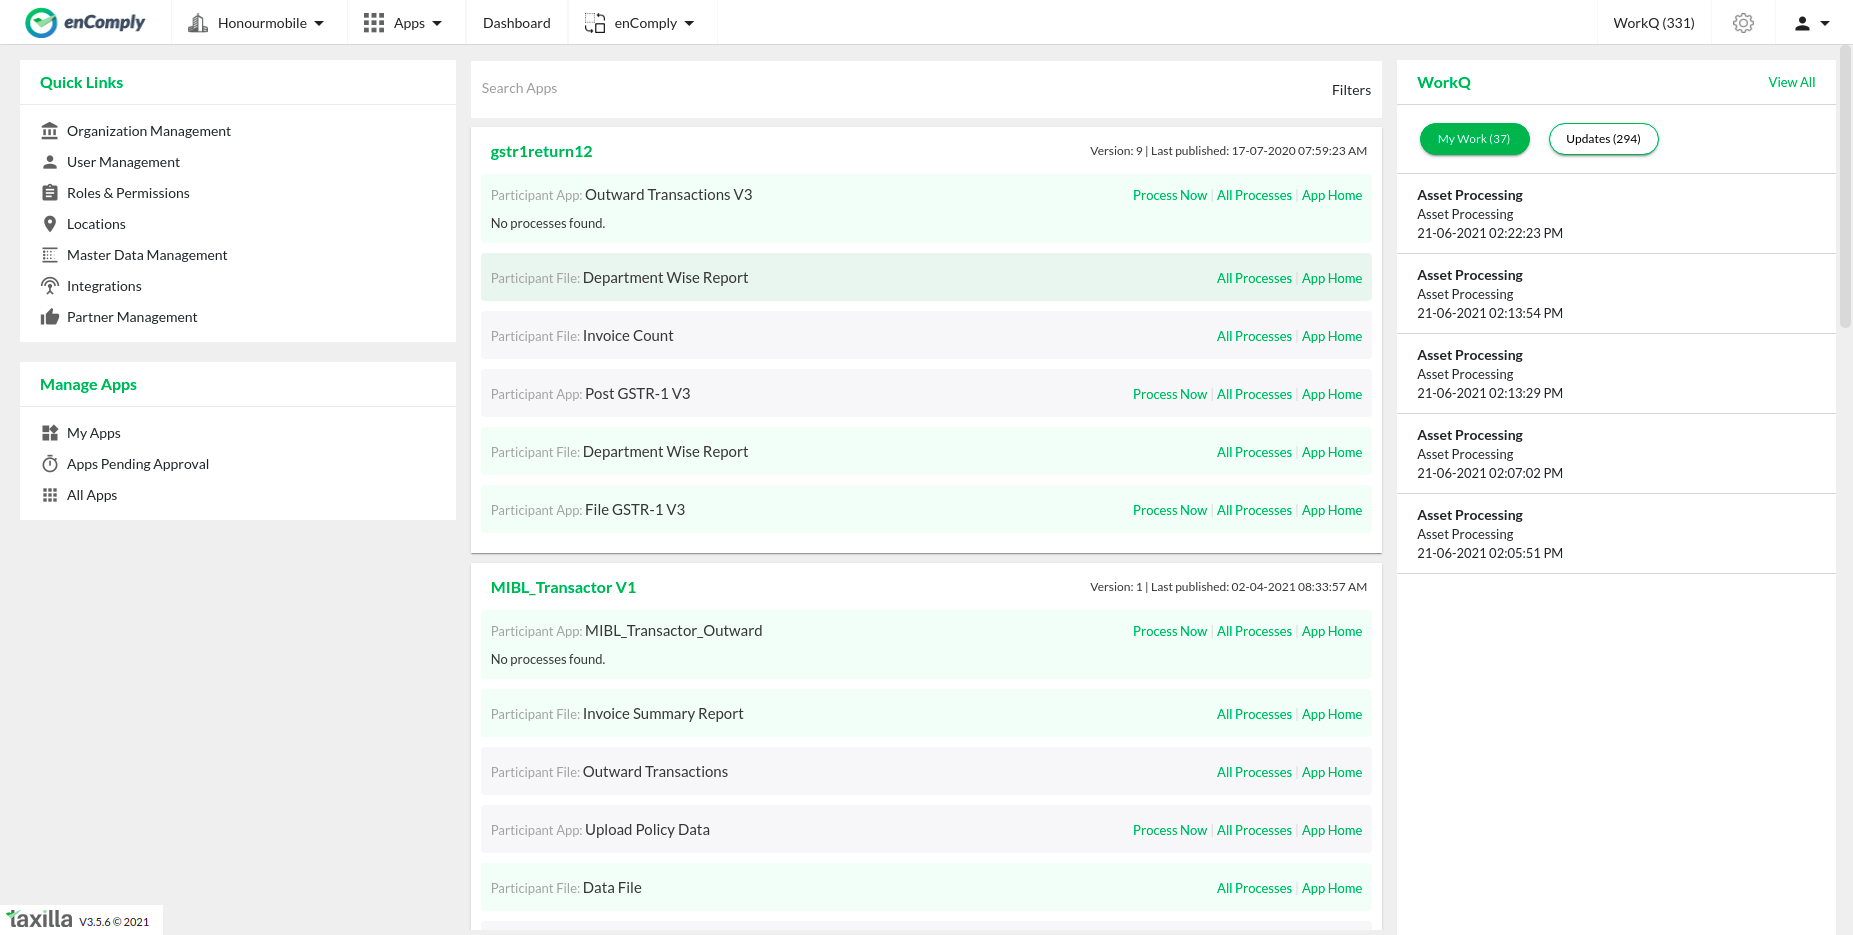 enComply
Honourmobile
Apps
Dashboard
enComply
WorkQ (331)
Quick Links
Organization Management
User Management
Roles & Permissions
Locations
Master Data Management
Integrations
Partner Management
Manage Apps
My Apps
Apps Pending Approval
All Apps
taxilla V3.5.6 © 2021
Search Apps
Filters
gstr1return12
Version: 9 | Last published: 17-07-2020 07:59:23 AM
Participant App: Outward Transactions V3
Process Now | All Processes | App Home
No processes found.
Participant File: Department Wise Report
All Processes | App Home
Participant File: Invoice Count
All Processes | App Home
Participant App: Post GSTR-1 V3
Process Now | All Processes | App Home
Participant File: Department Wise Report
All Processes | App Home
Participant App: File GSTR-1 V3
Process Now | All Processes | App Home
MIBL_Transactor V1
Version: 1 | Last published: 02-04-2021 08:33:57 AM
Participant App: MIBL_Transactor_Outward
Process Now | All Processes | App Home
No processes found.
Participant File: Invoice Summary Report
All Processes | App Home
Participant File: Outward Transactions
All Processes | App Home
Participant App: Upload Policy Data
Process Now | All Processes | App Home
Participant File: Data File
All Processes | App Home
WorkQ
View All
My Work (37)
Updates (294)
Asset Processing
Asset Processing
21-06-2021 02:22:23 PM
Asset Processing
Asset Processing
21-06-2021 02:13:54 PM
Asset Processing
Asset Processing
21-06-2021 02:13:29 PM
Asset Processing
Asset Processing
21-06-2021 02:07:02 PM
Asset Processing
Asset Processing
21-06-2021 02:05:51 PM